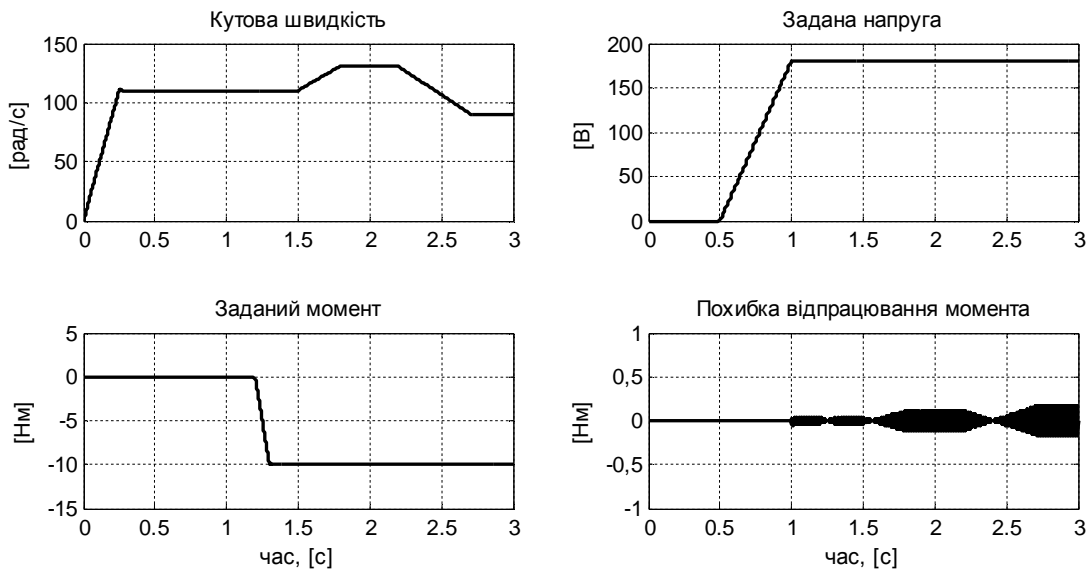 Кутова швидкість
150
100
50
0
[рад/с]
0 0.5 1 1.5 2 2.5 3
Задана напруга
200
150
100
50
0
[В]
0 0.5 1 1.5 2 2.5 3
Заданий момент
5
0
-5
-10
-15
[Нм]
0 0.5 1 1.5 2 2.5 3
час, [с]
Похибка відпрацювання момента
1
0,5
0
-0,5
-1
[Нм]
0 0.5 1 1.5 2 2.5 3
час, [с]